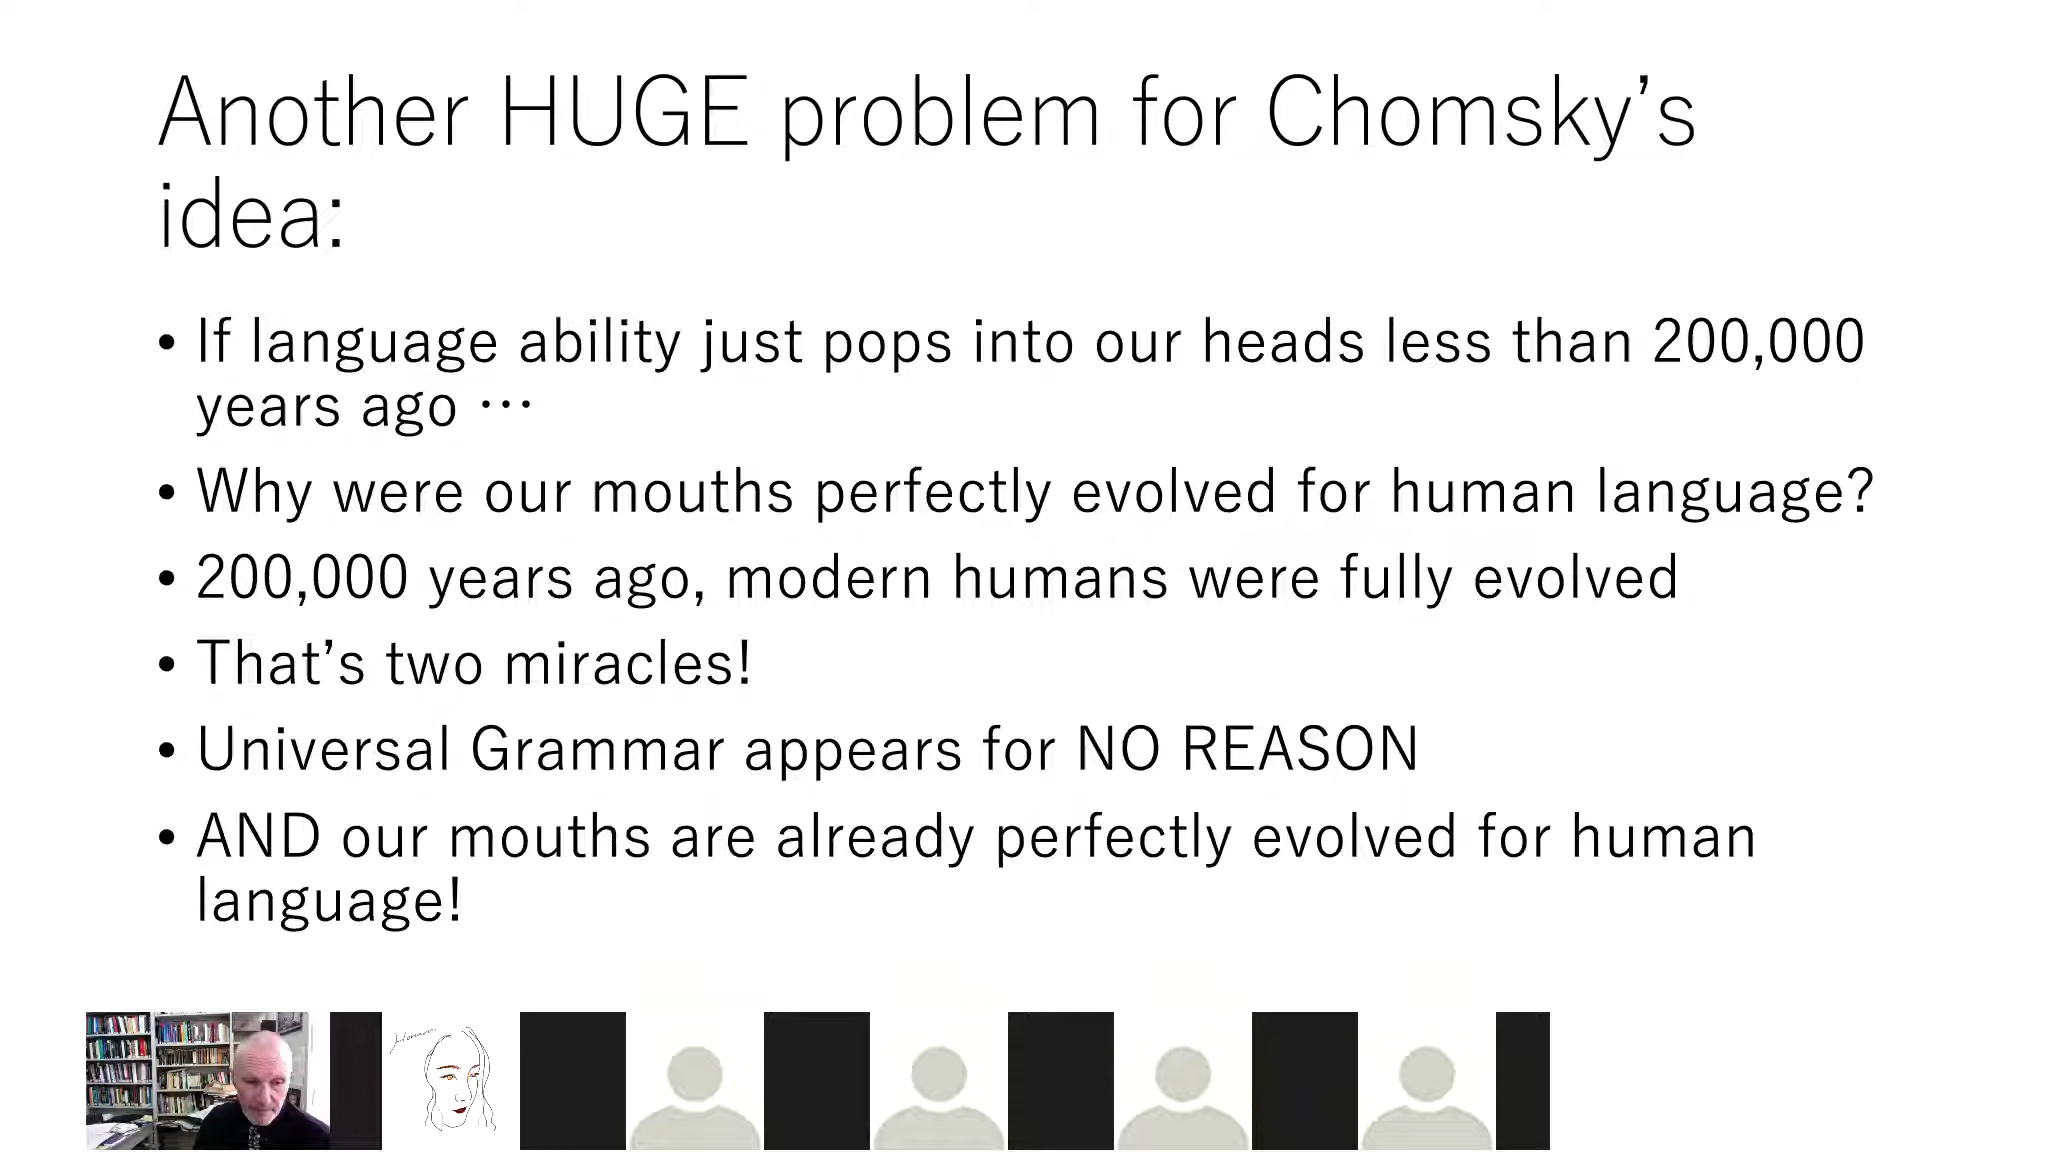 Another HUGE problem for Chomsky’s
idea:
• If language ability just pops into our heads less than 200,000
years ago …
• Why were our mouths perfectly evolved for human language?
• 200,000 years ago, modern humans were fully evolved
• That’s two miracles!
• Universal Grammar appears for NO REASON
• AND our mouths are already perfectly evolved for human
language!